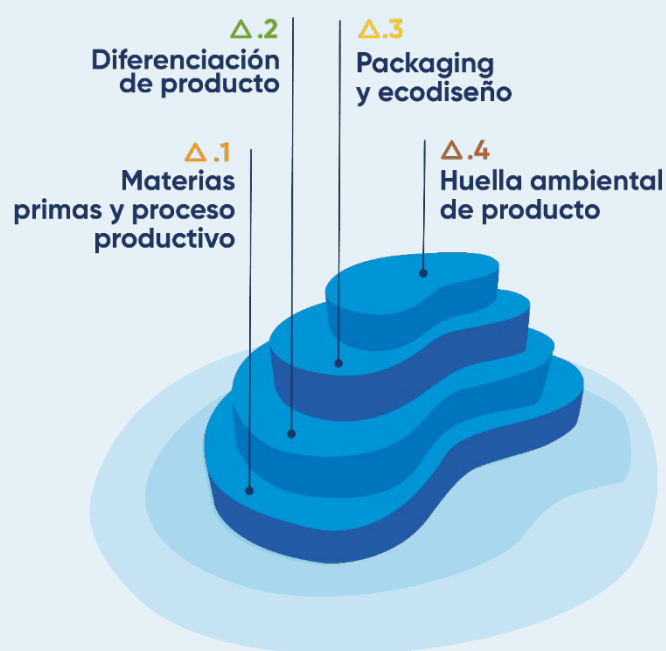 △.2
Diferenciación
de producto
△.3
Packaging
y ecodiseño
△.1
Materias
primas y proceso
productivo
△.4
Huella ambiental
de producto